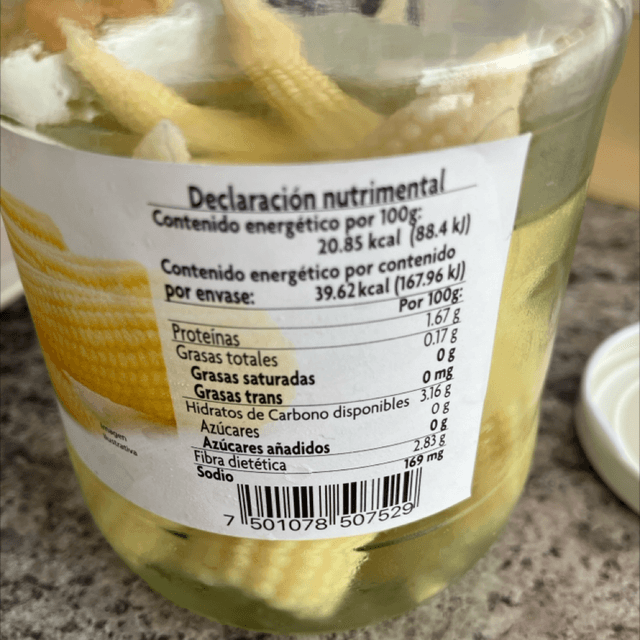 Declaración nutrimental
Contenido energético por 100g:
20.85 kcal (88.4 kJ)
Contenido energético por contenido
por envase: 39.62 kcal (167.96 kJ)
Por 100g:
Proteínas 1.67 g
Grasas totales 0.17 g
Grasas saturadas 0 g
Grasas trans 0 mg
Hidratos de Carbono disponibles 3.16 g
Azúcares 0 g
Azúcares añadidos 0 g
Fibra dietética 2.83 g
Sodio 169 mg
Imagen
ilustrativa
7 501078 507529